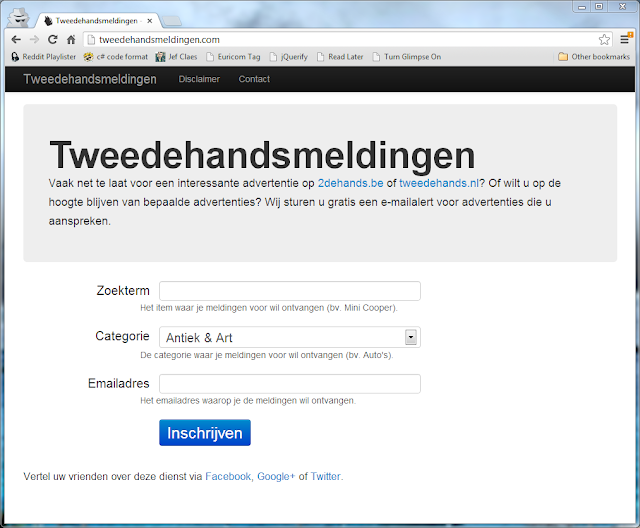 Tweedehandsmeldingen -
tweedehandsmeldingen.com
Reddit Playlister
c# code format
Jef Claes
Euricom Tag
jQuerify
Read Later
Turn Glimpse On
Other bookmarks
Tweedehandsmeldingen
Disclaimer
Contact
Tweedehandsmeldingen
Vaak net te laat voor een interessante advertentie op 2dehands.be of tweedehands.nl? Of wilt u op de
hoogte blijven van bepaalde advertenties? Wij sturen u gratis een e-mailalert voor advertenties die u
aanspreken.
Zoekterm
Het item waar je meldingen voor wil ontvangen (bv. Mini Cooper).
Categorie
Antiek & Art
De categorie waar je meldingen voor wil ontvangen (bv. Auto's).
Emailadres
Het emailadres waarop je de meldingen wil ontvangen.
Inschrijven
Vertel uw vrienden over deze dienst via Facebook, Google+ of Twitter.